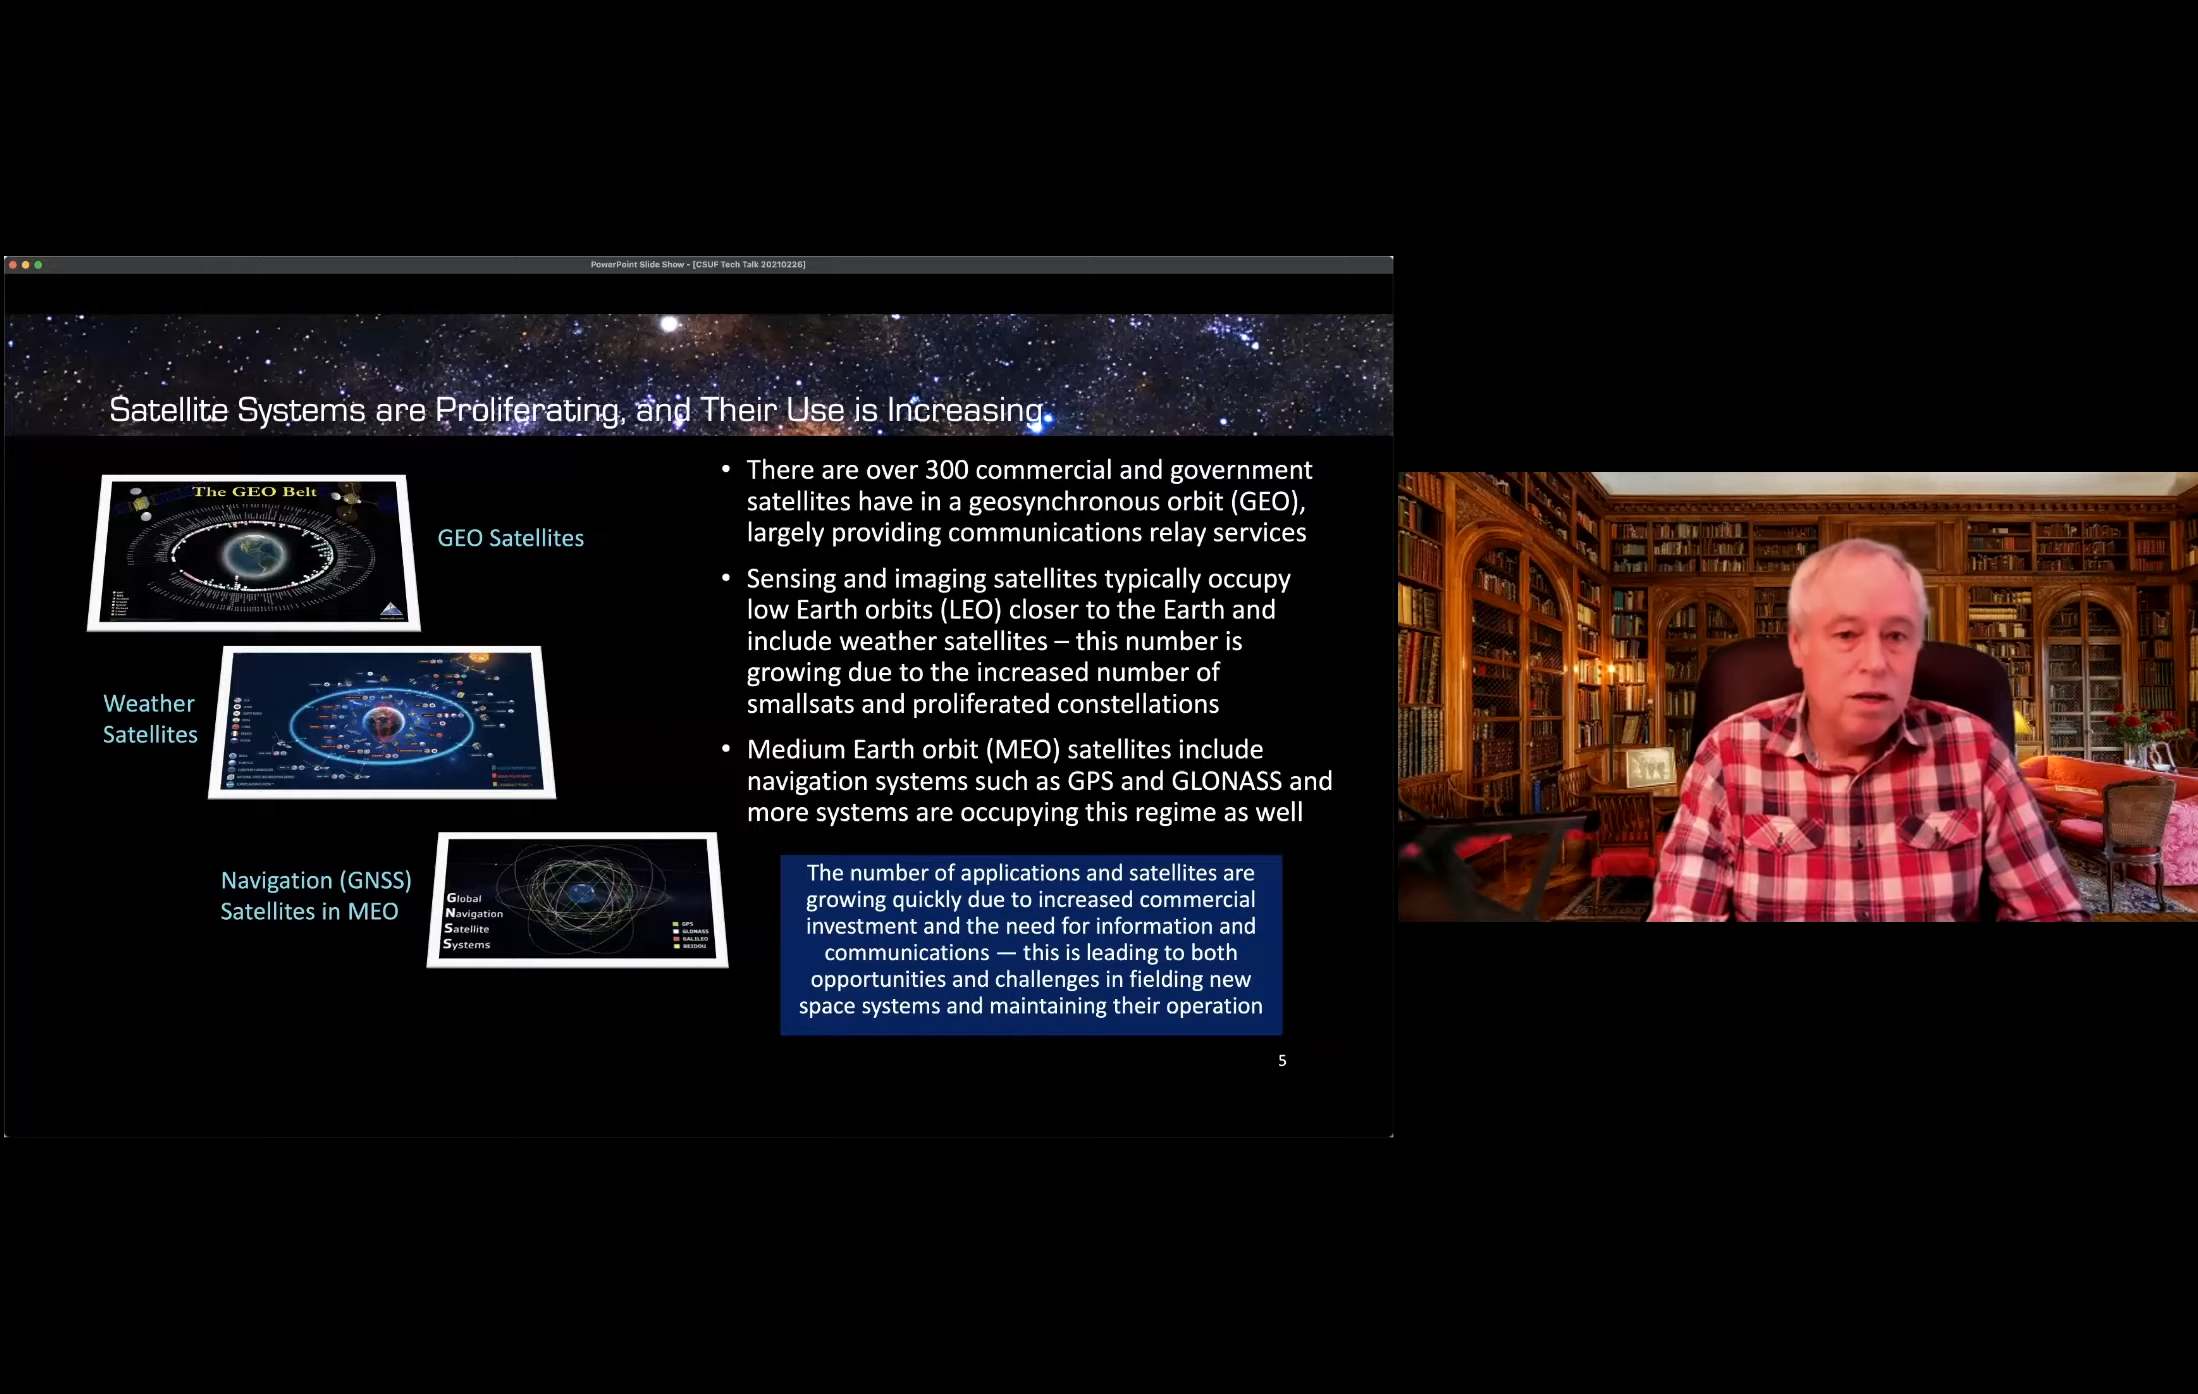 PowerPoint Slide Show - [CSUF Tech Talk 20210226]
Satellite Systems are Proliferating, and Their Use is Increasing
The GEO Belt
GEO Satellites
Weather
Satellites
Navigation (GNSS)
Satellites in MEO
Global
Navigation
Satellite
Systems
GPS
GLONASS
GALILEO
BEIDOU
• There are over 300 commercial and government
satellites have in a geosynchronous orbit (GEO),
largely providing communications relay services
• Sensing and imaging satellites typically occupy
low Earth orbits (LEO) closer to the Earth and
include weather satellites – this number is
growing due to the increased number of
smallsats and proliferated constellations
• Medium Earth orbit (MEO) satellites include
navigation systems such as GPS and GLONASS and
more systems are occupying this regime as well
The number of applications and satellites are
growing quickly due to increased commercial
investment and the need for information and
communications — this is leading to both
opportunities and challenges in fielding new
space systems and maintaining their operation
5